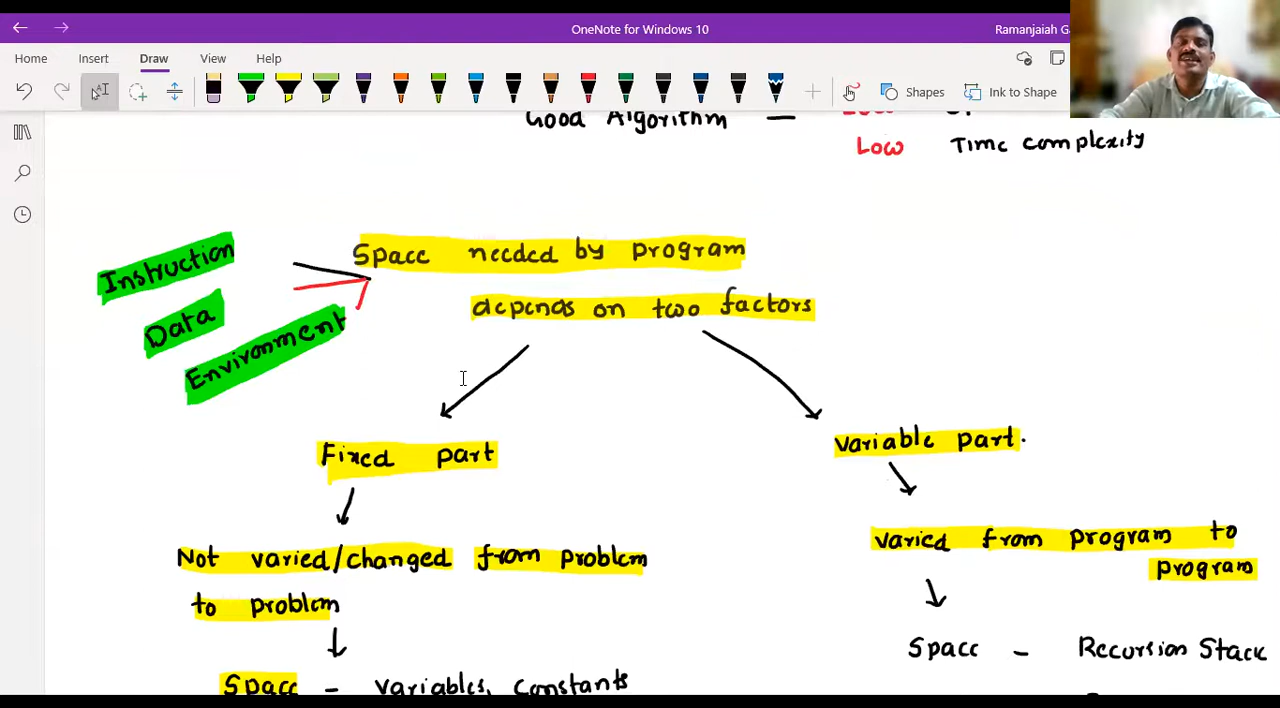 OneNote for Windows 10
Ramanjaiah G
Home Insert Draw View Help
Shapes
Ink to Shape
Good Algorithm —
Low Time complexity
Instruction
Data
Environment
Space needed by program
depends on two factors
Fixed part
Variable part.
Not varied/changed from problem
to problem
varied from program to
program
Space – Variables, Constants
Space – Recursion Stack